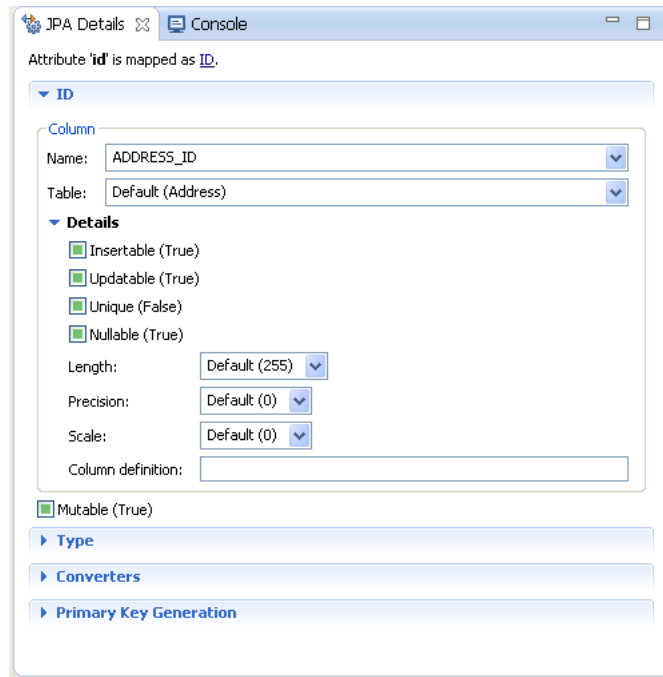 JPA Details Console
Attribute 'id' is mapped as ID.
ID
Column
Name: ADDRESS_ID
Table: Default (Address)
Details
Insertable (True)
Updatable (True)
Unique (False)
Nullable (True)
Length: Default (255)
Precision: Default (0)
Scale: Default (0)
Column definition:
Mutable (True)
Type
Converters
Primary Key Generation